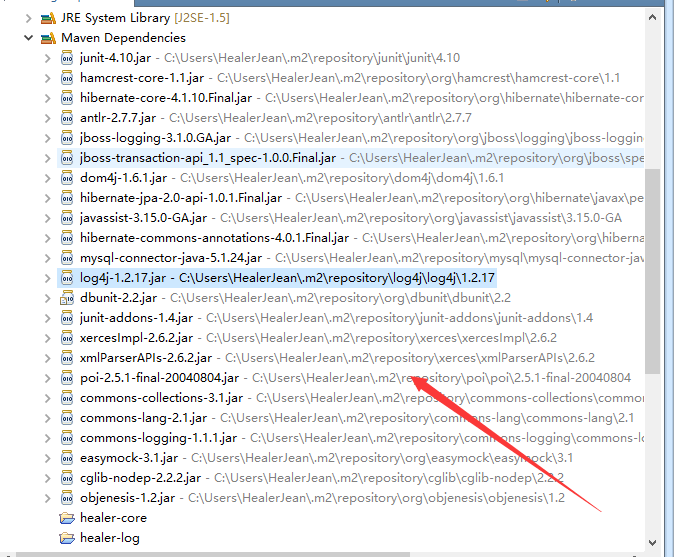 JRE System Library [J2SE-1.5]
Maven Dependencies
junit-4.10.jar - C:\Users\HealerJean\.m2\repository\junit\junit\4.10
hamcrest-core-1.1.jar - C:\Users\HealerJean\.m2\repository\org\hamcrest\hamcrest-core\1.1
hibernate-core-4.1.10.Final.jar - C:\Users\HealerJean\.m2\repository\org\hibernate\hibernate-cor
antlr-2.7.7.jar - C:\Users\HealerJean\.m2\repository\antlr\antlr\2.7.7
jboss-logging-3.1.0.GA.jar - C:\Users\HealerJean\.m2\repository\org\jboss\logging\jboss-logging
jboss-transaction-api_1.1_spec-1.0.0.Final.jar - C:\Users\HealerJean\.m2\repository\org\jboss\spe
dom4j-1.6.1.jar - C:\Users\HealerJean\.m2\repository\dom4j\dom4j\1.6.1
hibernate-jpa-2.0-api-1.0.1.Final.jar - C:\Users\HealerJean\.m2\repository\org\hibernate\javax\pe
javassist-3.15.0-GA.jar - C:\Users\HealerJean\.m2\repository\org\javassist\javassist\3.15.0-GA
hibernate-commons-annotations-4.0.1.Final.jar - C:\Users\HealerJean\.m2\repository\org\hiberna
mysql-connector-java-5.1.24.jar - C:\Users\HealerJean\.m2\repository\mysql\mysql-connector-jav
log4j-1.2.17.jar - C:\Users\HealerJean\.m2\repository\log4j\log4j\1.2.17
dbunit-2.2.jar - C:\Users\HealerJean\.m2\repository\org\dbunit\dbunit\2.2
junit-addons-1.4.jar - C:\Users\HealerJean\.m2\repository\junit-addons\junit-addons\1.4
xercesImpl-2.6.2.jar - C:\Users\HealerJean\.m2\repository\xerces\xercesImpl\2.6.2
xmlParserAPIs-2.6.2.jar - C:\Users\HealerJean\.m2\repository\xerces\xmlParserAPIs\2.6.2
poi-2.5.1-final-20040804.jar - C:\Users\HealerJean\.m2\repository\poi\poi\2.5.1-final-20040804
commons-collections-3.1.jar - C:\Users\HealerJean\.m2\repository\commons-collections\common
commons-lang-2.1.jar - C:\Users\HealerJean\.m2\repository\commons-lang\commons-lang\2.1
commons-logging-1.1.1.jar - C:\Users\HealerJean\.m2\repository\commons-logging\commons-lo
easymock-3.1.jar - C:\Users\HealerJean\.m2\repository\org\easymock\easymock\3.1
cglib-nodep-2.2.2.jar - C:\Users\HealerJean\.m2\repository\cglib\cglib-nodep\2.2.2
objenesis-1.2.jar - C:\Users\HealerJean\.m2\repository\org\objenesis\objenesis\1.2
healer-core
healer-log